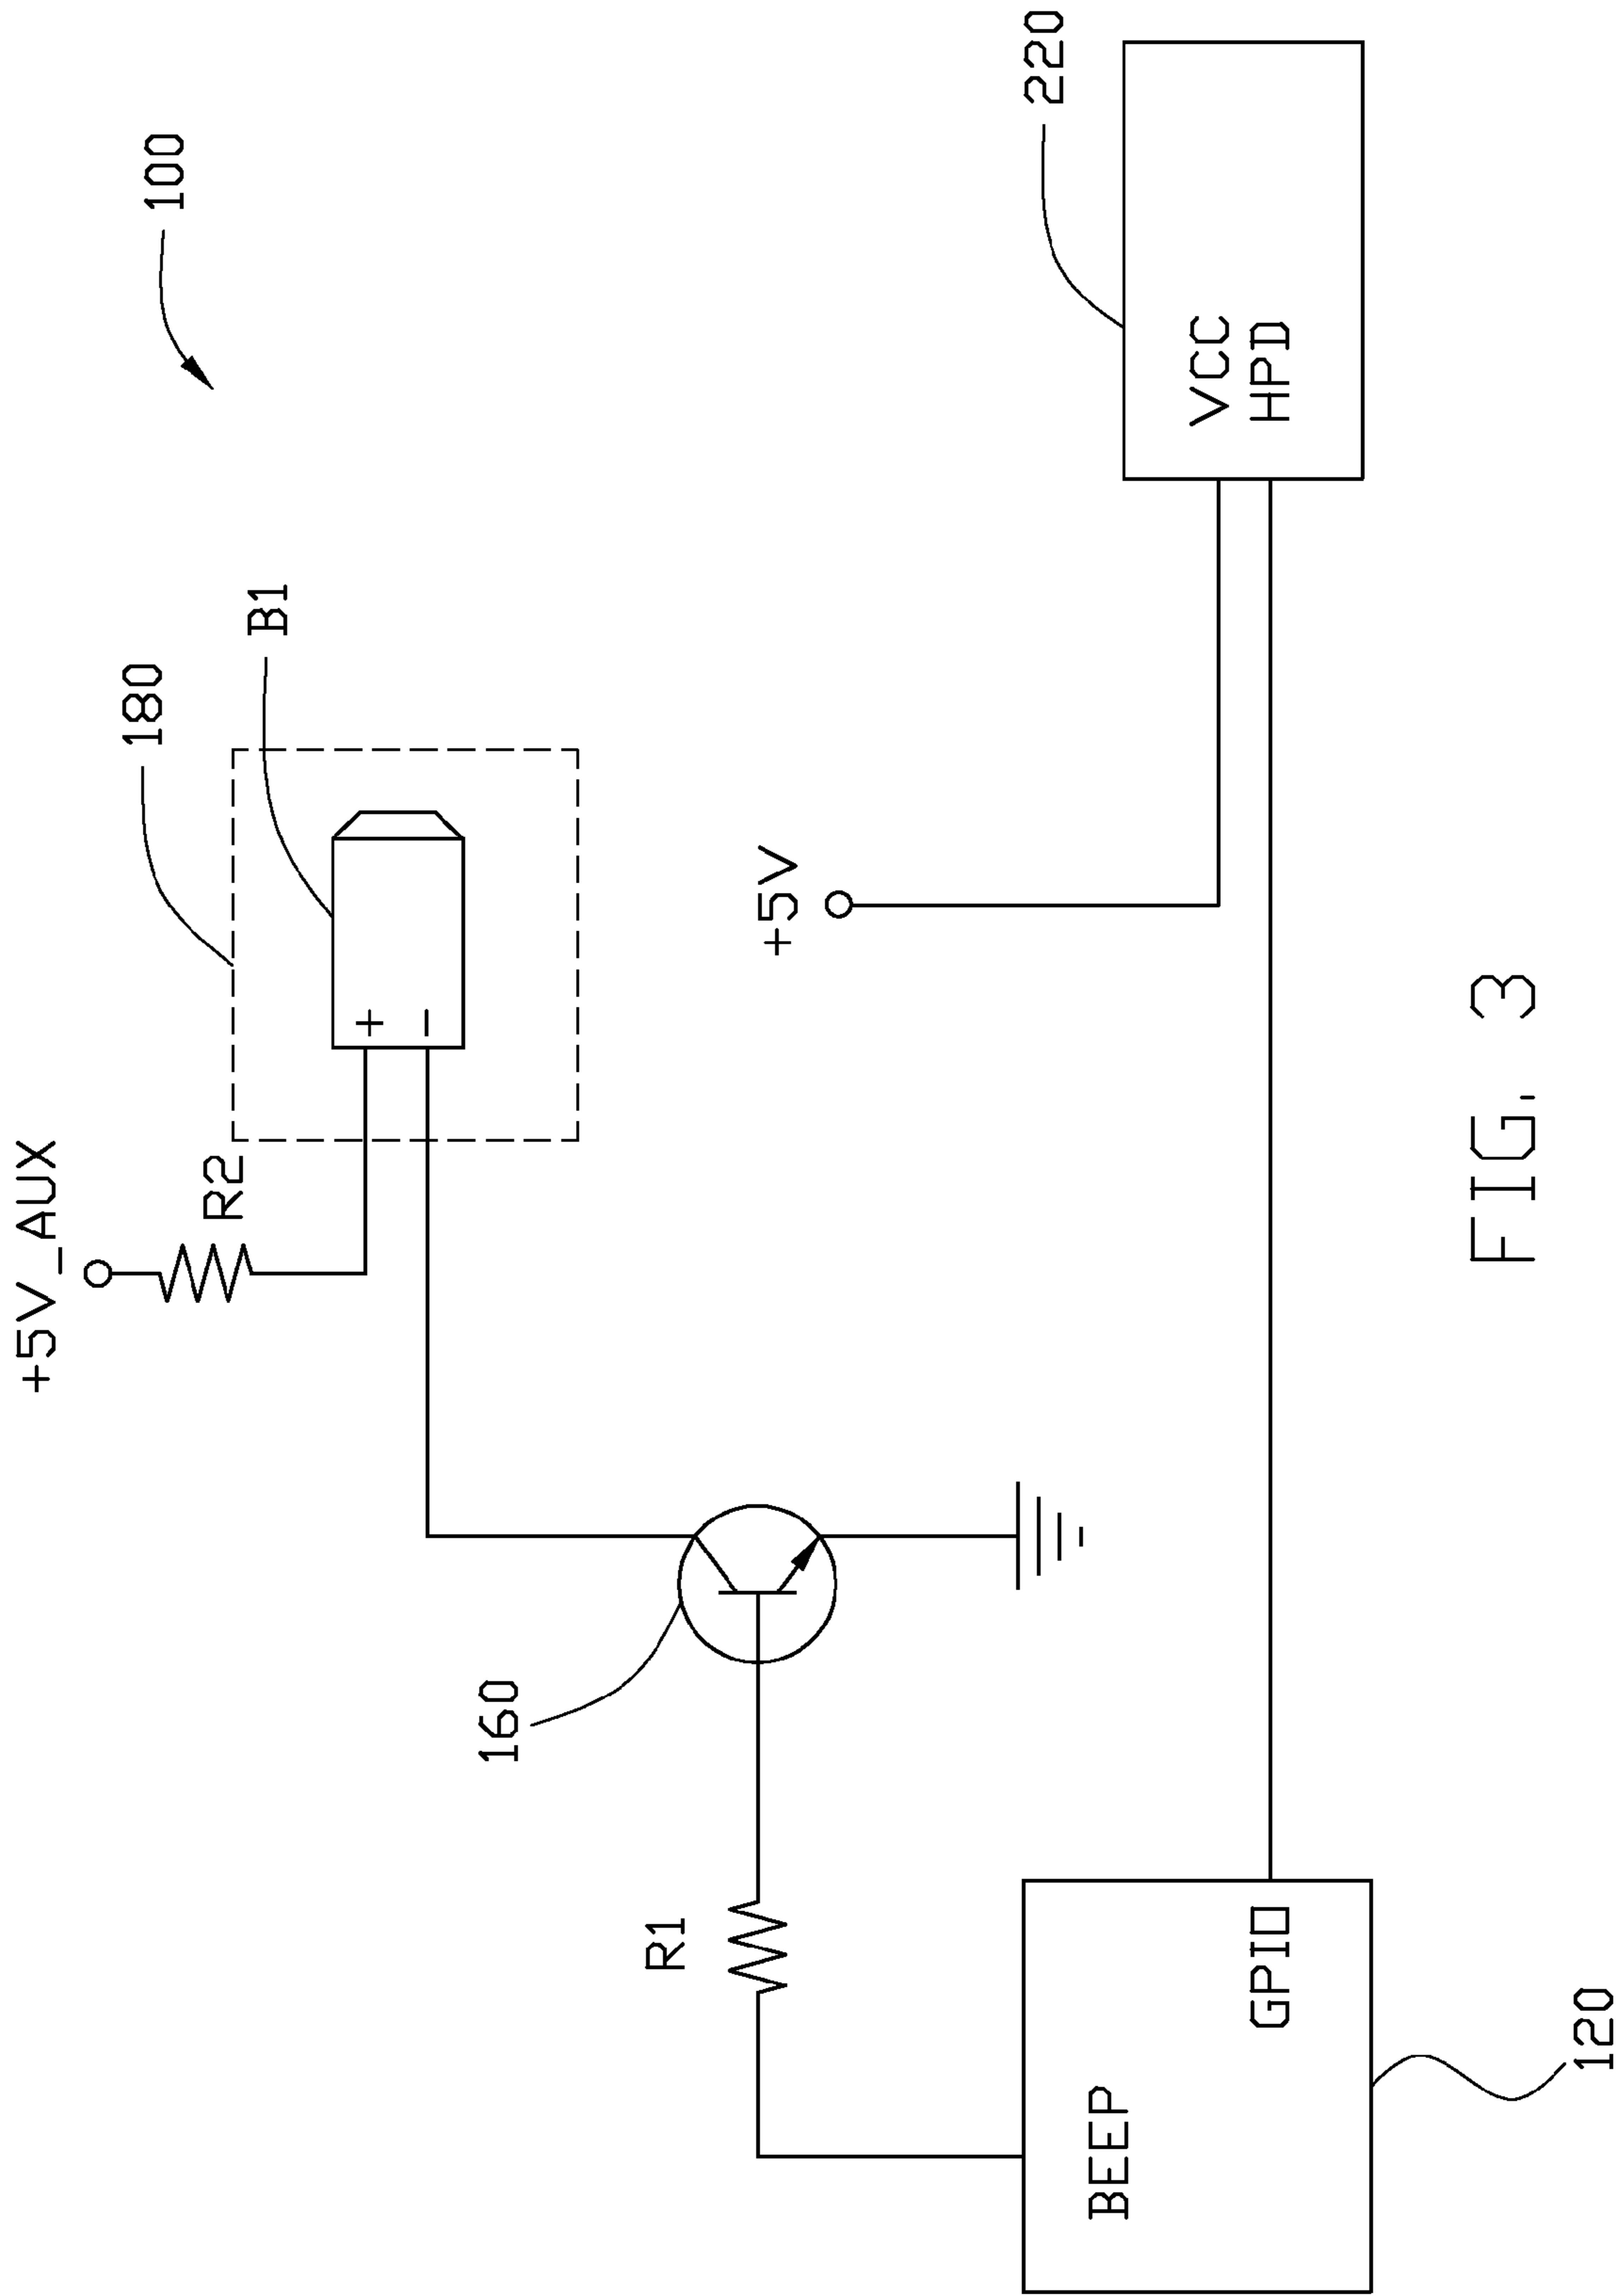 100
+5V_AUX
180
R2
B1
+
-
160
R1
+5V
220
VCC
HPD
BEEP
GPIO
120
FIG. 3